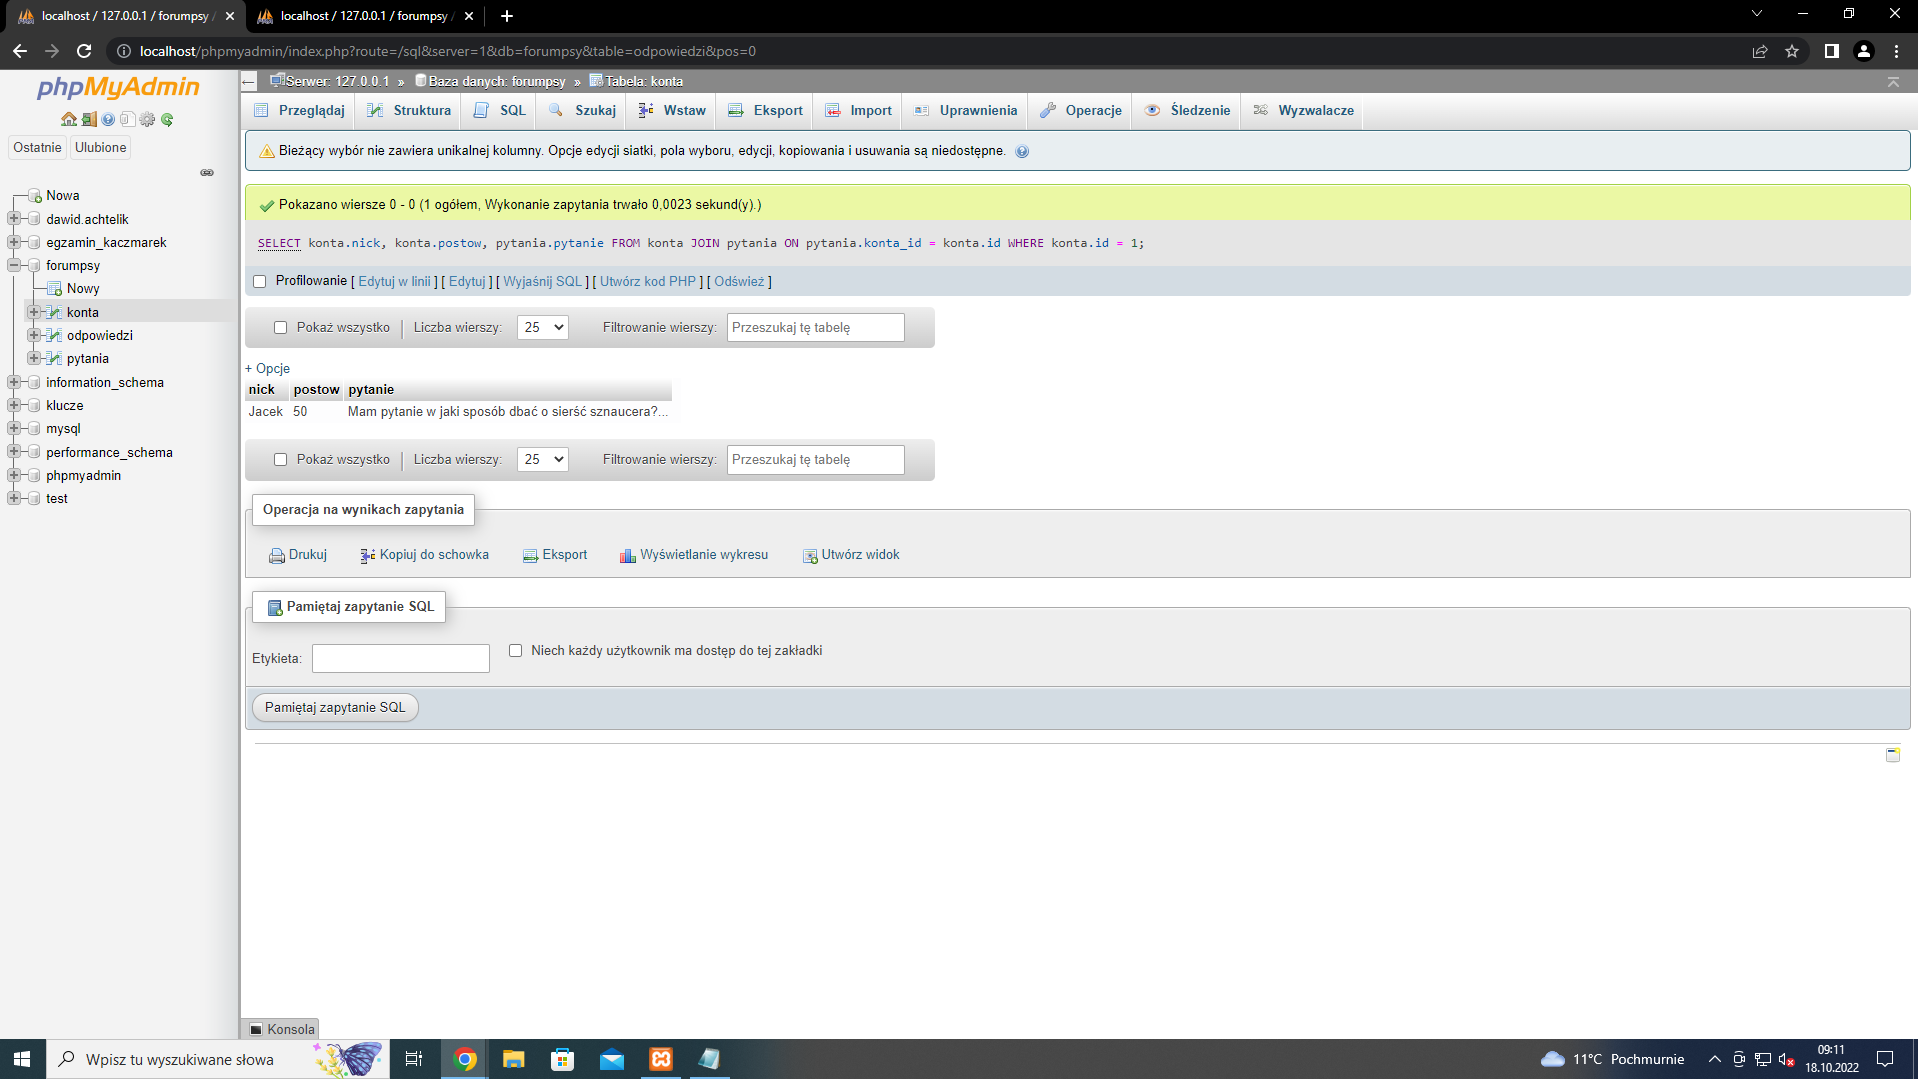 localhost / 127.0.0.1 / forumpsy /
localhost / 127.0.0.1 / forumpsy /
localhost/phpmyadmin/index.php?route=/sql&server=1&db=forumpsy&table=odpowiedzi&pos=0
phpMyAdmin
Ostatnie
Ulubione
Nowa
dawid.achtelik
egzamin_kaczmarek
forumpsy
Nowy
konta
odpowiedzi
pytania
information_schema
klucze
mysql
performance_schema
phpmyadmin
test
Serwer: 127.0.0.1 » Baza danych: forumpsy » Tabela: konta
Przeglądaj Struktura SQL Szukaj Wstaw Eksport Import Uprawnienia Operacje Śledzenie Wyzwalacze
Bieżący wybór nie zawiera unikalnej kolumny. Opcje edycji siatki, pola wyboru, edycji, kopiowania i usuwania są niedostępne.
Pokazano wiersze 0 - 0 (1 ogółem, Wykonanie zapytania trwało 0,0023 sekund(y).)
SELECT konta.nick, konta.postow, pytania.pytanie FROM konta JOIN pytania ON pytania.konta_id = konta.id WHERE konta.id = 1;
Profilowanie [ Edytuj w linii ] [ Edytuj ] [ Wyjaśnij SQL ] [ Utwórz kod PHP ] [ Odśwież ]
Pokaż wszystko | Liczba wierszy: 25 Filtrowanie wierszy: Przeszukaj tę tabelę
+ Opcje
nick postow pytanie
Jacek 50 Mam pytanie w jaki sposób dbać o sierść sznaucera?...
Pokaż wszystko | Liczba wierszy: 25 Filtrowanie wierszy: Przeszukaj tę tabelę
Operacja na wynikach zapytania
Drukuj Kopiuj do schowka Eksport Wyświetlanie wykresu Utwórz widok
Pamiętaj zapytanie SQL
Etykieta: Niech każdy użytkownik ma dostęp do tej zakładki
Pamiętaj zapytanie SQL
Konsola
Wpisz tu wyszukiwane słowa
11°C Pochmurnie
09:11
18.10.2022